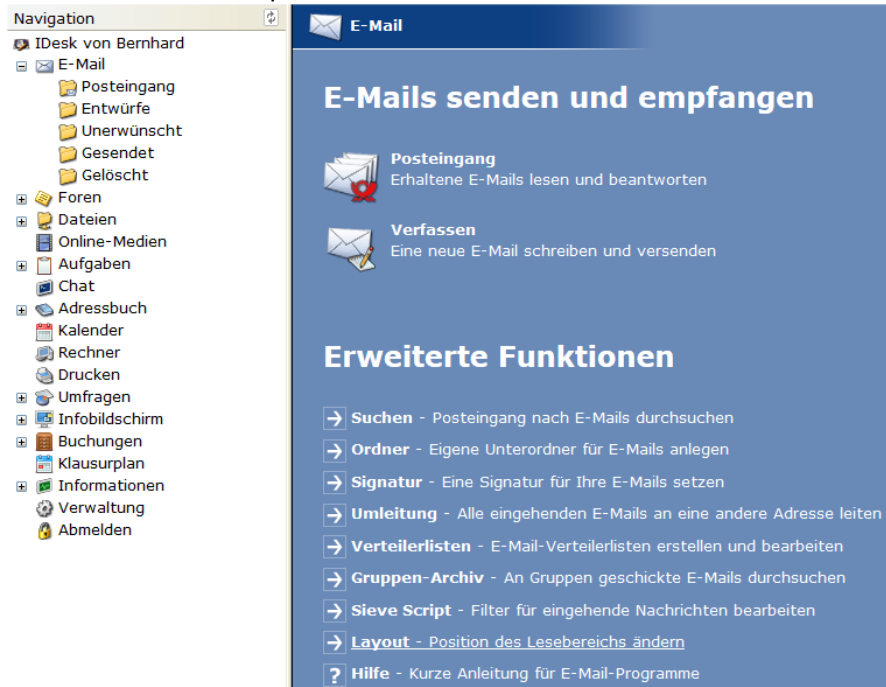 Navigation
IDesk von Bernhard
E-Mail
Posteingang
Entwürfe
Unerwünscht
Gesendet
Gelöscht
Foren
Dateien
Online-Medien
Aufgaben
Chat
Adressbuch
Kalender
Rechner
Drucken
Umfragen
Infobildschirm
Buchungen
Klausurplan
Informationen
Verwaltung
Abmelden
E-Mail
E-Mails senden und empfangen
Posteingang
Erhaltene E-Mails lesen und beantworten
Verfassen
Eine neue E-Mail schreiben und versenden
Erweiterte Funktionen
Suchen - Posteingang nach E-Mails durchsuchen
Ordner - Eigene Unterordner für E-Mails anlegen
Signatur - Eine Signatur für Ihre E-Mails setzen
Umleitung - Alle eingehenden E-Mails an eine andere Adresse leiten
Verteilerlisten - E-Mail-Verteilerlisten erstellen und bearbeiten
Gruppen-Archiv - An Gruppen geschickte E-Mails durchsuchen
Sieve Script - Filter für eingehende Nachrichten bearbeiten
Layout - Position des Lesebereichs ändern
? Hilfe - Kurze Anleitung für E-Mail-Programme